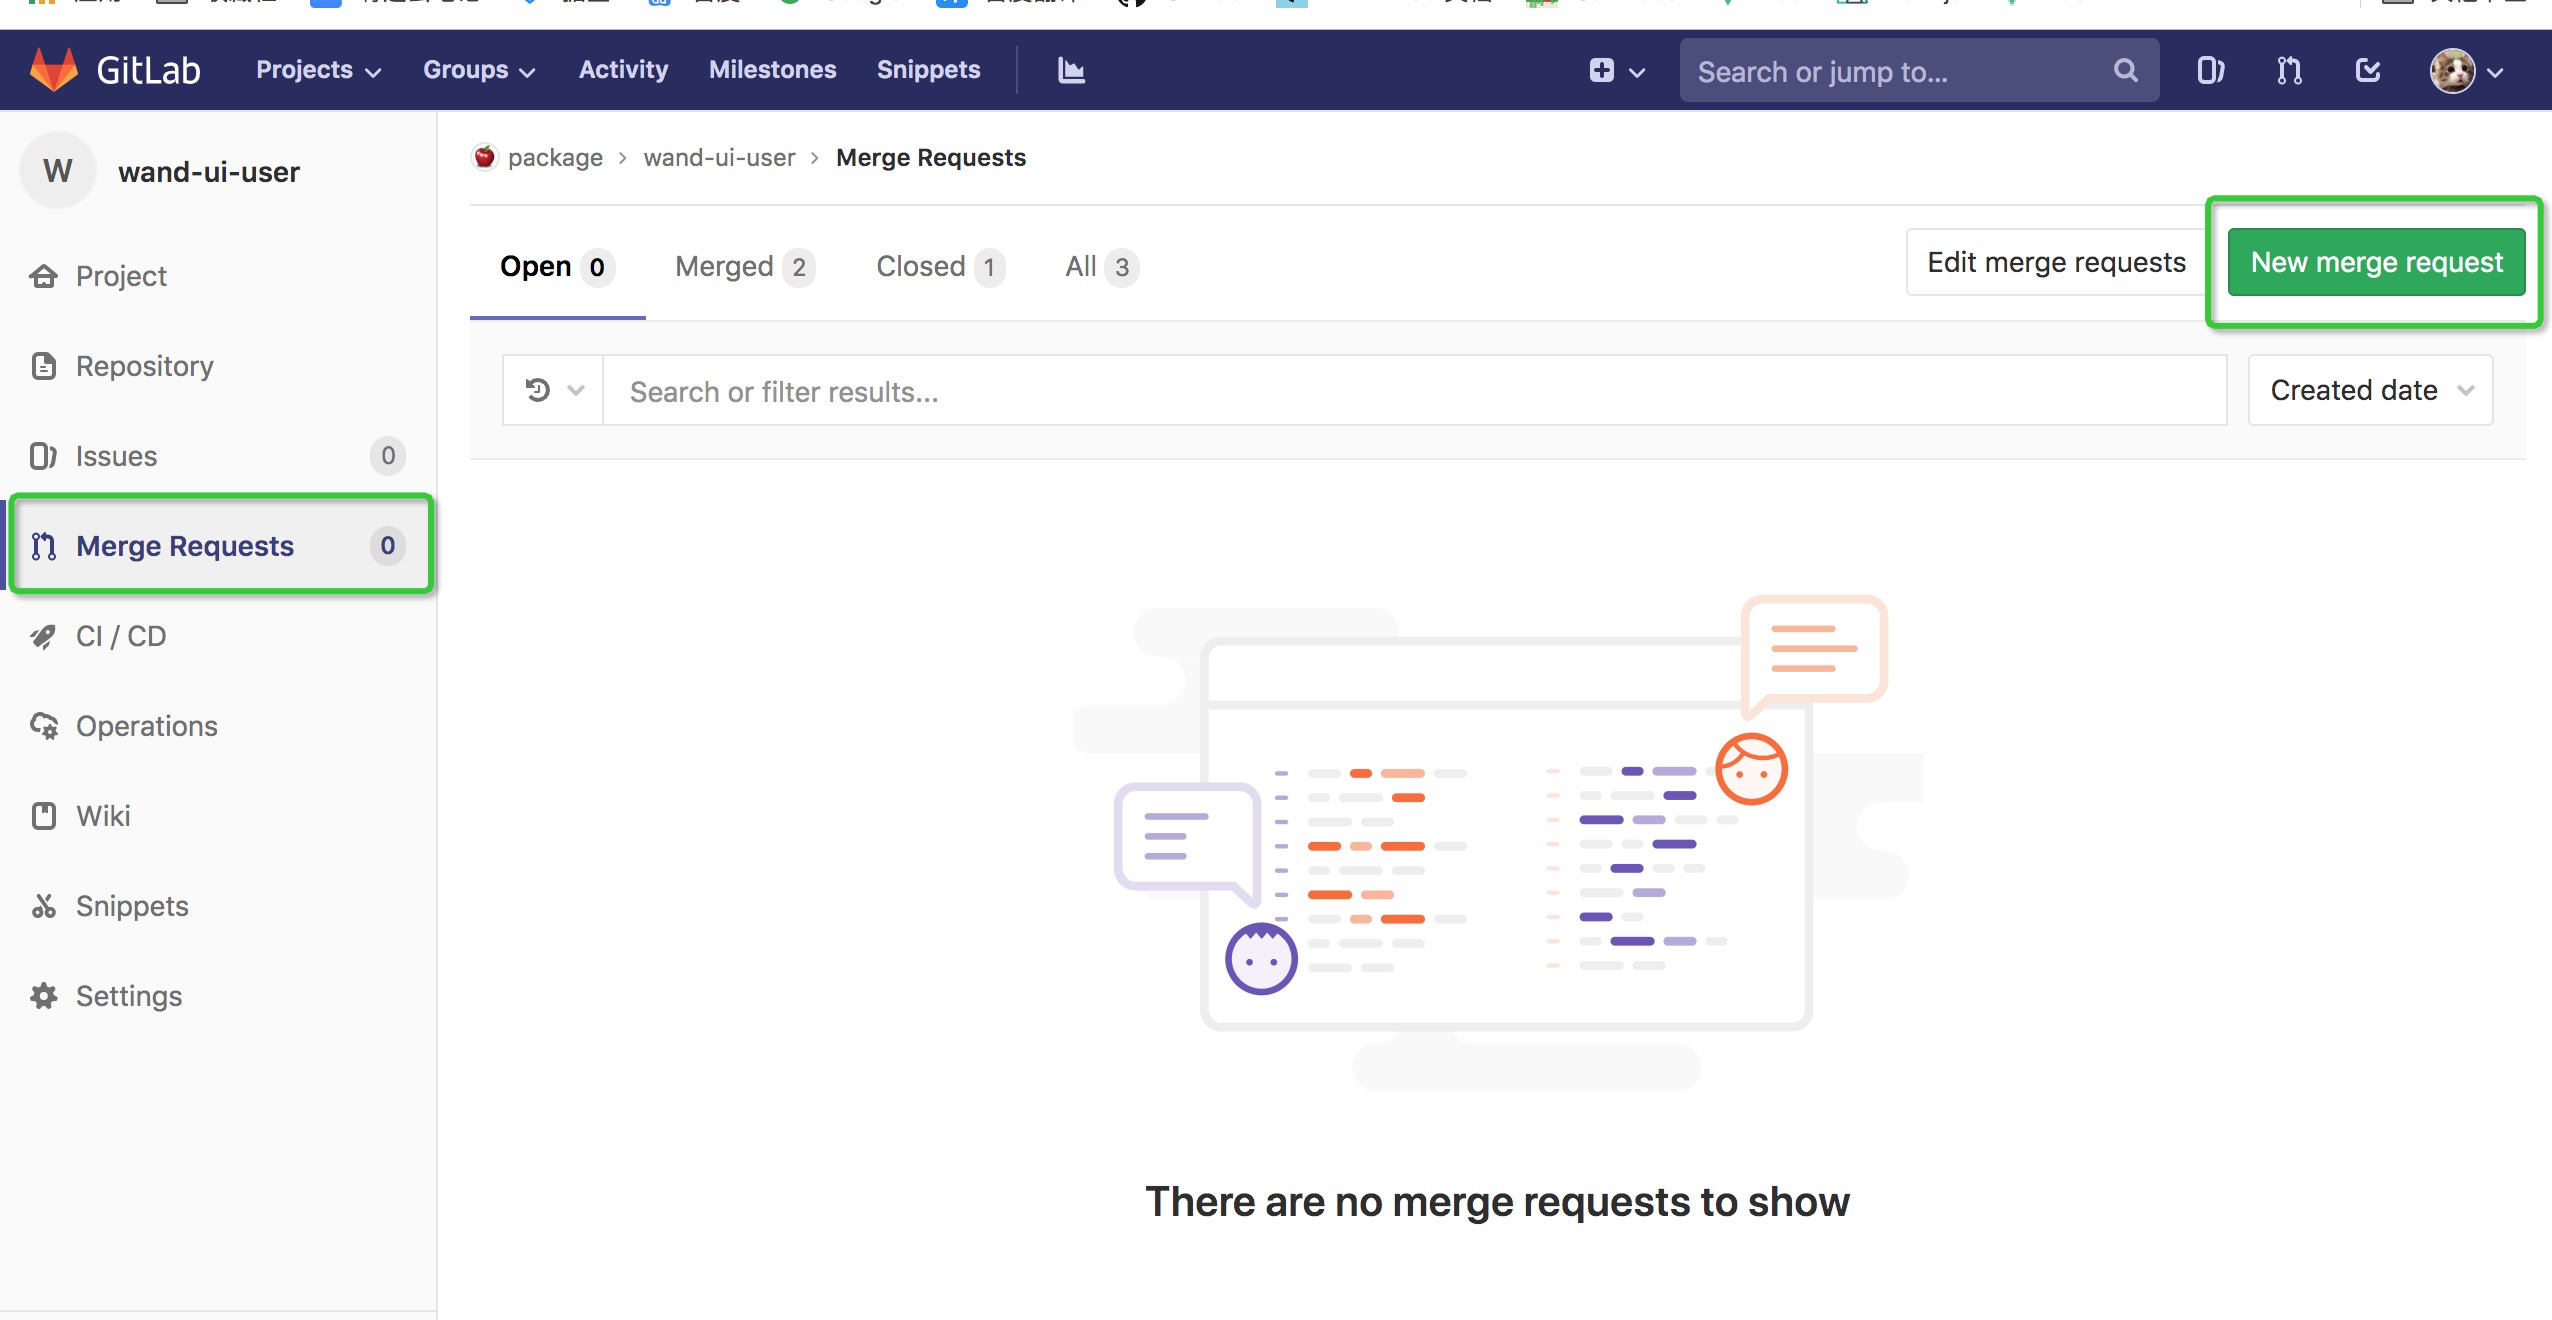 GitLab Projects Groups Activity Milestones Snippets Search or jump to...
W wand-ui-user
Project
Repository
Issues 0
Merge Requests 0
CI / CD
Operations
Wiki
Snippets
Settings
package › wand-ui-user › Merge Requests
Open 0 Merged 2 Closed 1 All 3 Edit merge requests New merge request
Search or filter results... Created date
There are no merge requests to show